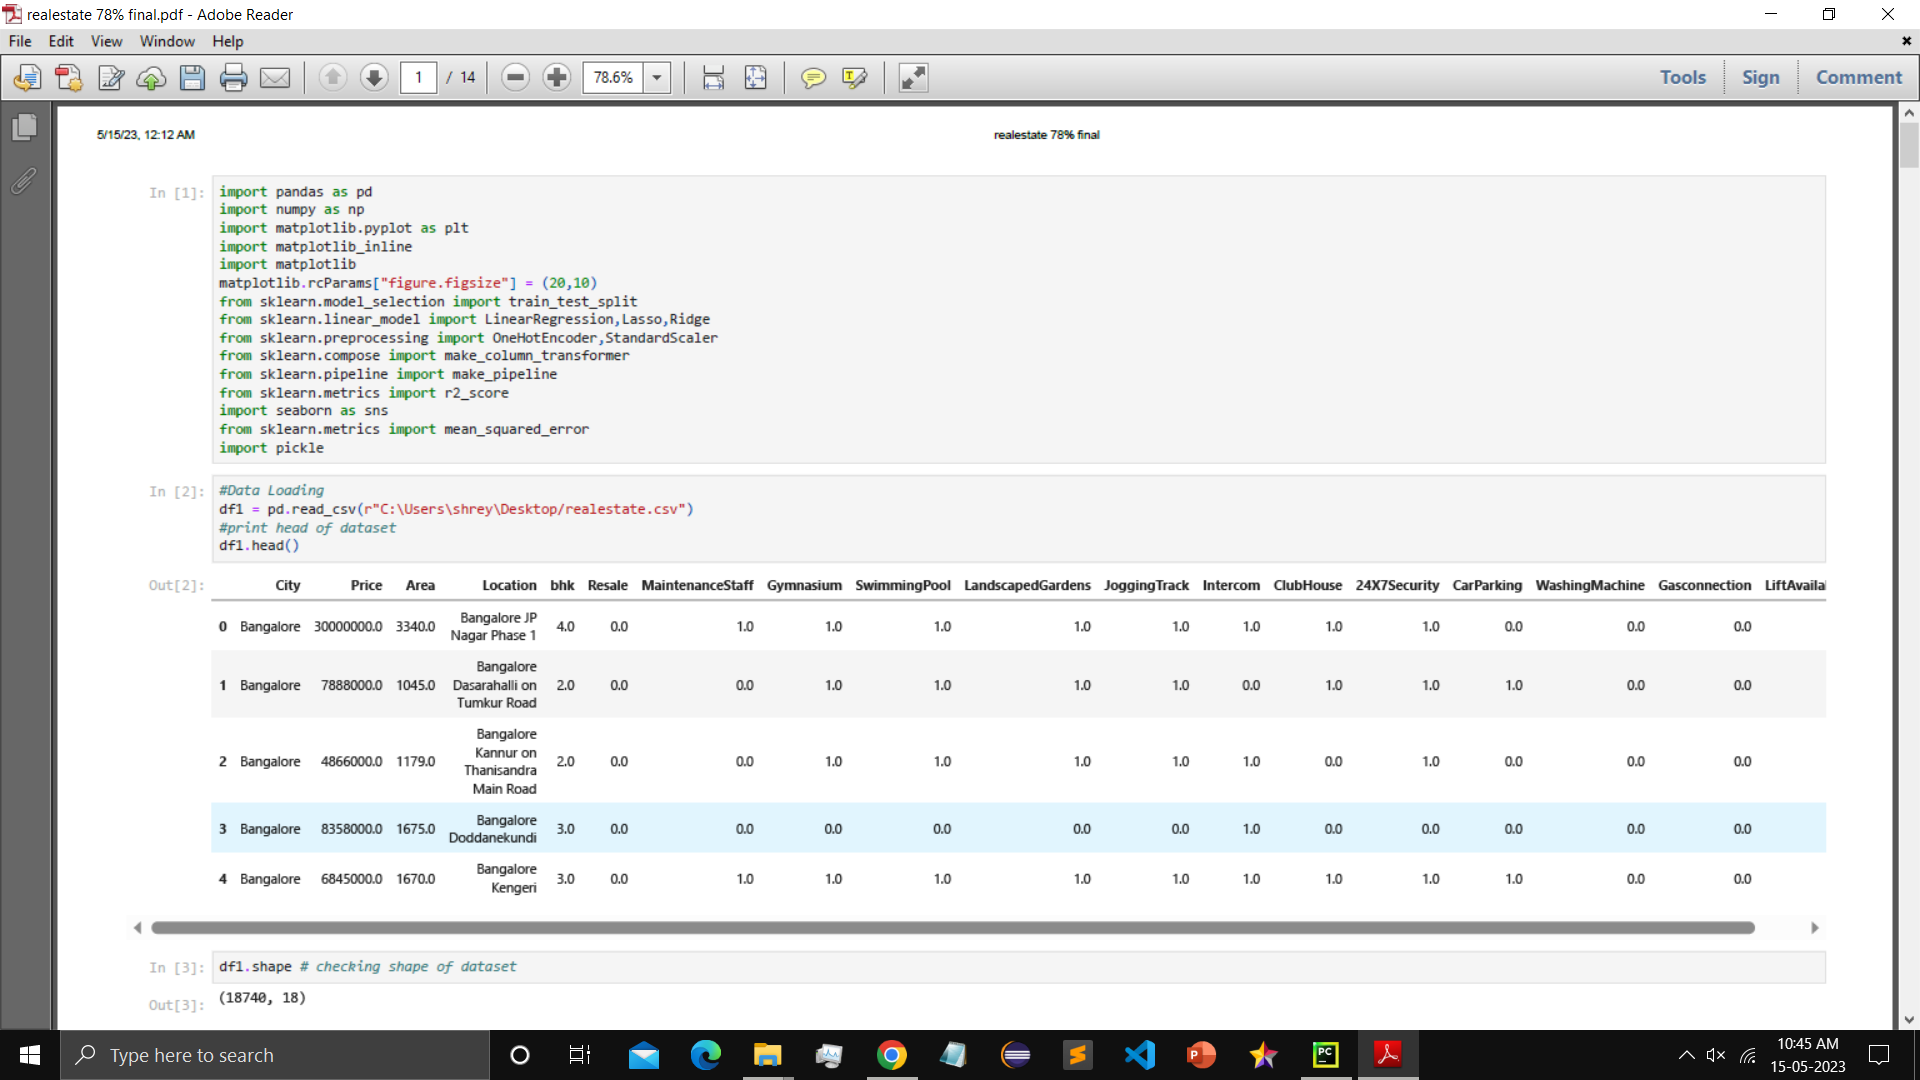 realestate 78% final.pdf - Adobe Reader
File Edit View Window Help
1 / 14 78.6% Tools Sign Comment
5/15/23, 12:12 AM realestate 78% final
In [1]: import pandas as pd
import numpy as np
import matplotlib.pyplot as plt
import matplotlib_inline
import matplotlib
matplotlib.rcParams["figure.figsize"] = (20,10)
from sklearn.model_selection import train_test_split
from sklearn.linear_model import LinearRegression,Lasso,Ridge
from sklearn.preprocessing import OneHotEncoder,StandardScaler
from sklearn.compose import make_column_transformer
from sklearn.pipeline import make_pipeline
from sklearn.metrics import r2_score
import seaborn as sns
from sklearn.metrics import mean_squared_error
import pickle
In [2]: #Data Loading
df1 = pd.read_csv(r"C:\Users\shrey\Desktop/realestate.csv")
#print head of dataset
df1.head()
Out[2]: City Price Area Location bhk Resale MaintenanceStaff Gymnasium SwimmingPool LandscapedGardens JoggingTrack Intercom ClubHouse 24X7Security CarParking WashingMachine Gasconnection LiftAvaila
0 Bangalore 30000000.0 3340.0 Bangalore JP Nagar Phase 1 4.0 0.0 1.0 1.0 1.0 1.0 1.0 1.0 1.0 1.0 0.0 0.0 0.0
1 Bangalore 7888000.0 1045.0 Bangalore Dasarahalli on Tumkur Road 2.0 0.0 0.0 1.0 1.0 1.0 1.0 0.0 1.0 1.0 1.0 0.0 0.0
2 Bangalore 4866000.0 1179.0 Bangalore Kannur on Thanisandra Main Road 2.0 0.0 0.0 1.0 1.0 1.0 1.0 1.0 0.0 1.0 0.0 0.0 0.0
3 Bangalore 8358000.0 1675.0 Bangalore Doddanekundi 3.0 0.0 0.0 0.0 0.0 0.0 0.0 1.0 0.0 0.0 0.0 0.0 0.0
4 Bangalore 6845000.0 1670.0 Bangalore Kengeri 3.0 0.0 1.0 1.0 1.0 1.0 1.0 1.0 1.0 1.0 1.0 0.0 0.0
In [3]: df1.shape # checking shape of dataset
Out[3]: (18740, 18)
Type here to search
10:45 AM
15-05-2023